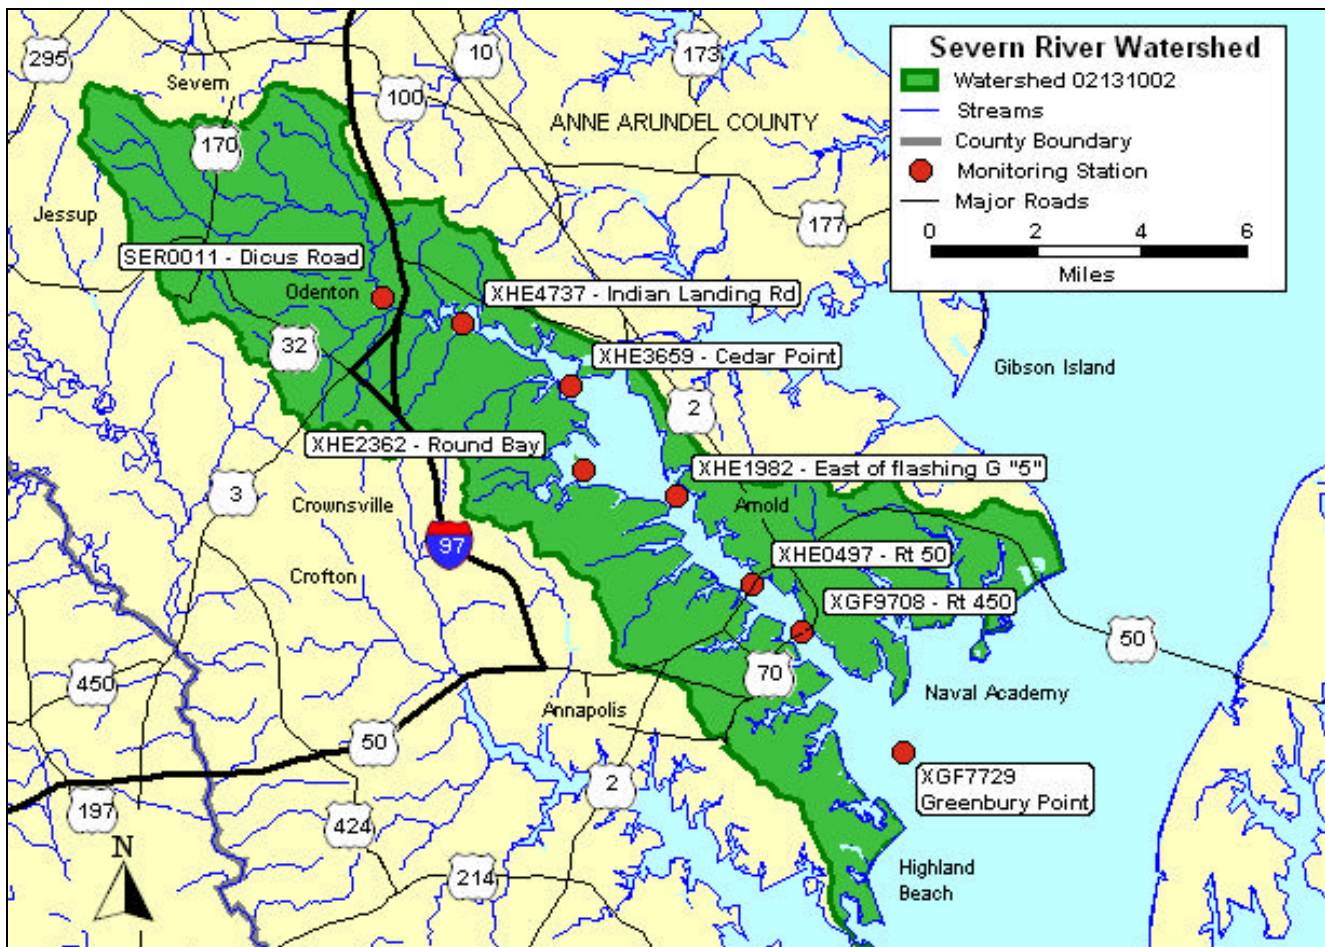 Severn River Watershed
Watershed 02131002
Streams
County Boundary
Monitoring Station
Major Roads
0 2 4 6
Miles
295
Severn
10
173
100
ANNE ARUNDEL COUNTY
170
Jessup
177
SER0011 - Dicus Road
Odenton
XHE4737 - Indian Landing Rd
32
XHE3659 - Cedar Point
Gibson Island
2
XHE2362 - Round Bay
XHE1982 - East of flashing G "5"
3
Crownsville
Arnold
97
XHE0497 - Rt 50
Crofton
XGF9708 - Rt 450
50
450
70
Naval Academy
Annapolis
50
XGF7729
Greenbury Point
2
197
424
N
214
Highland
Beach